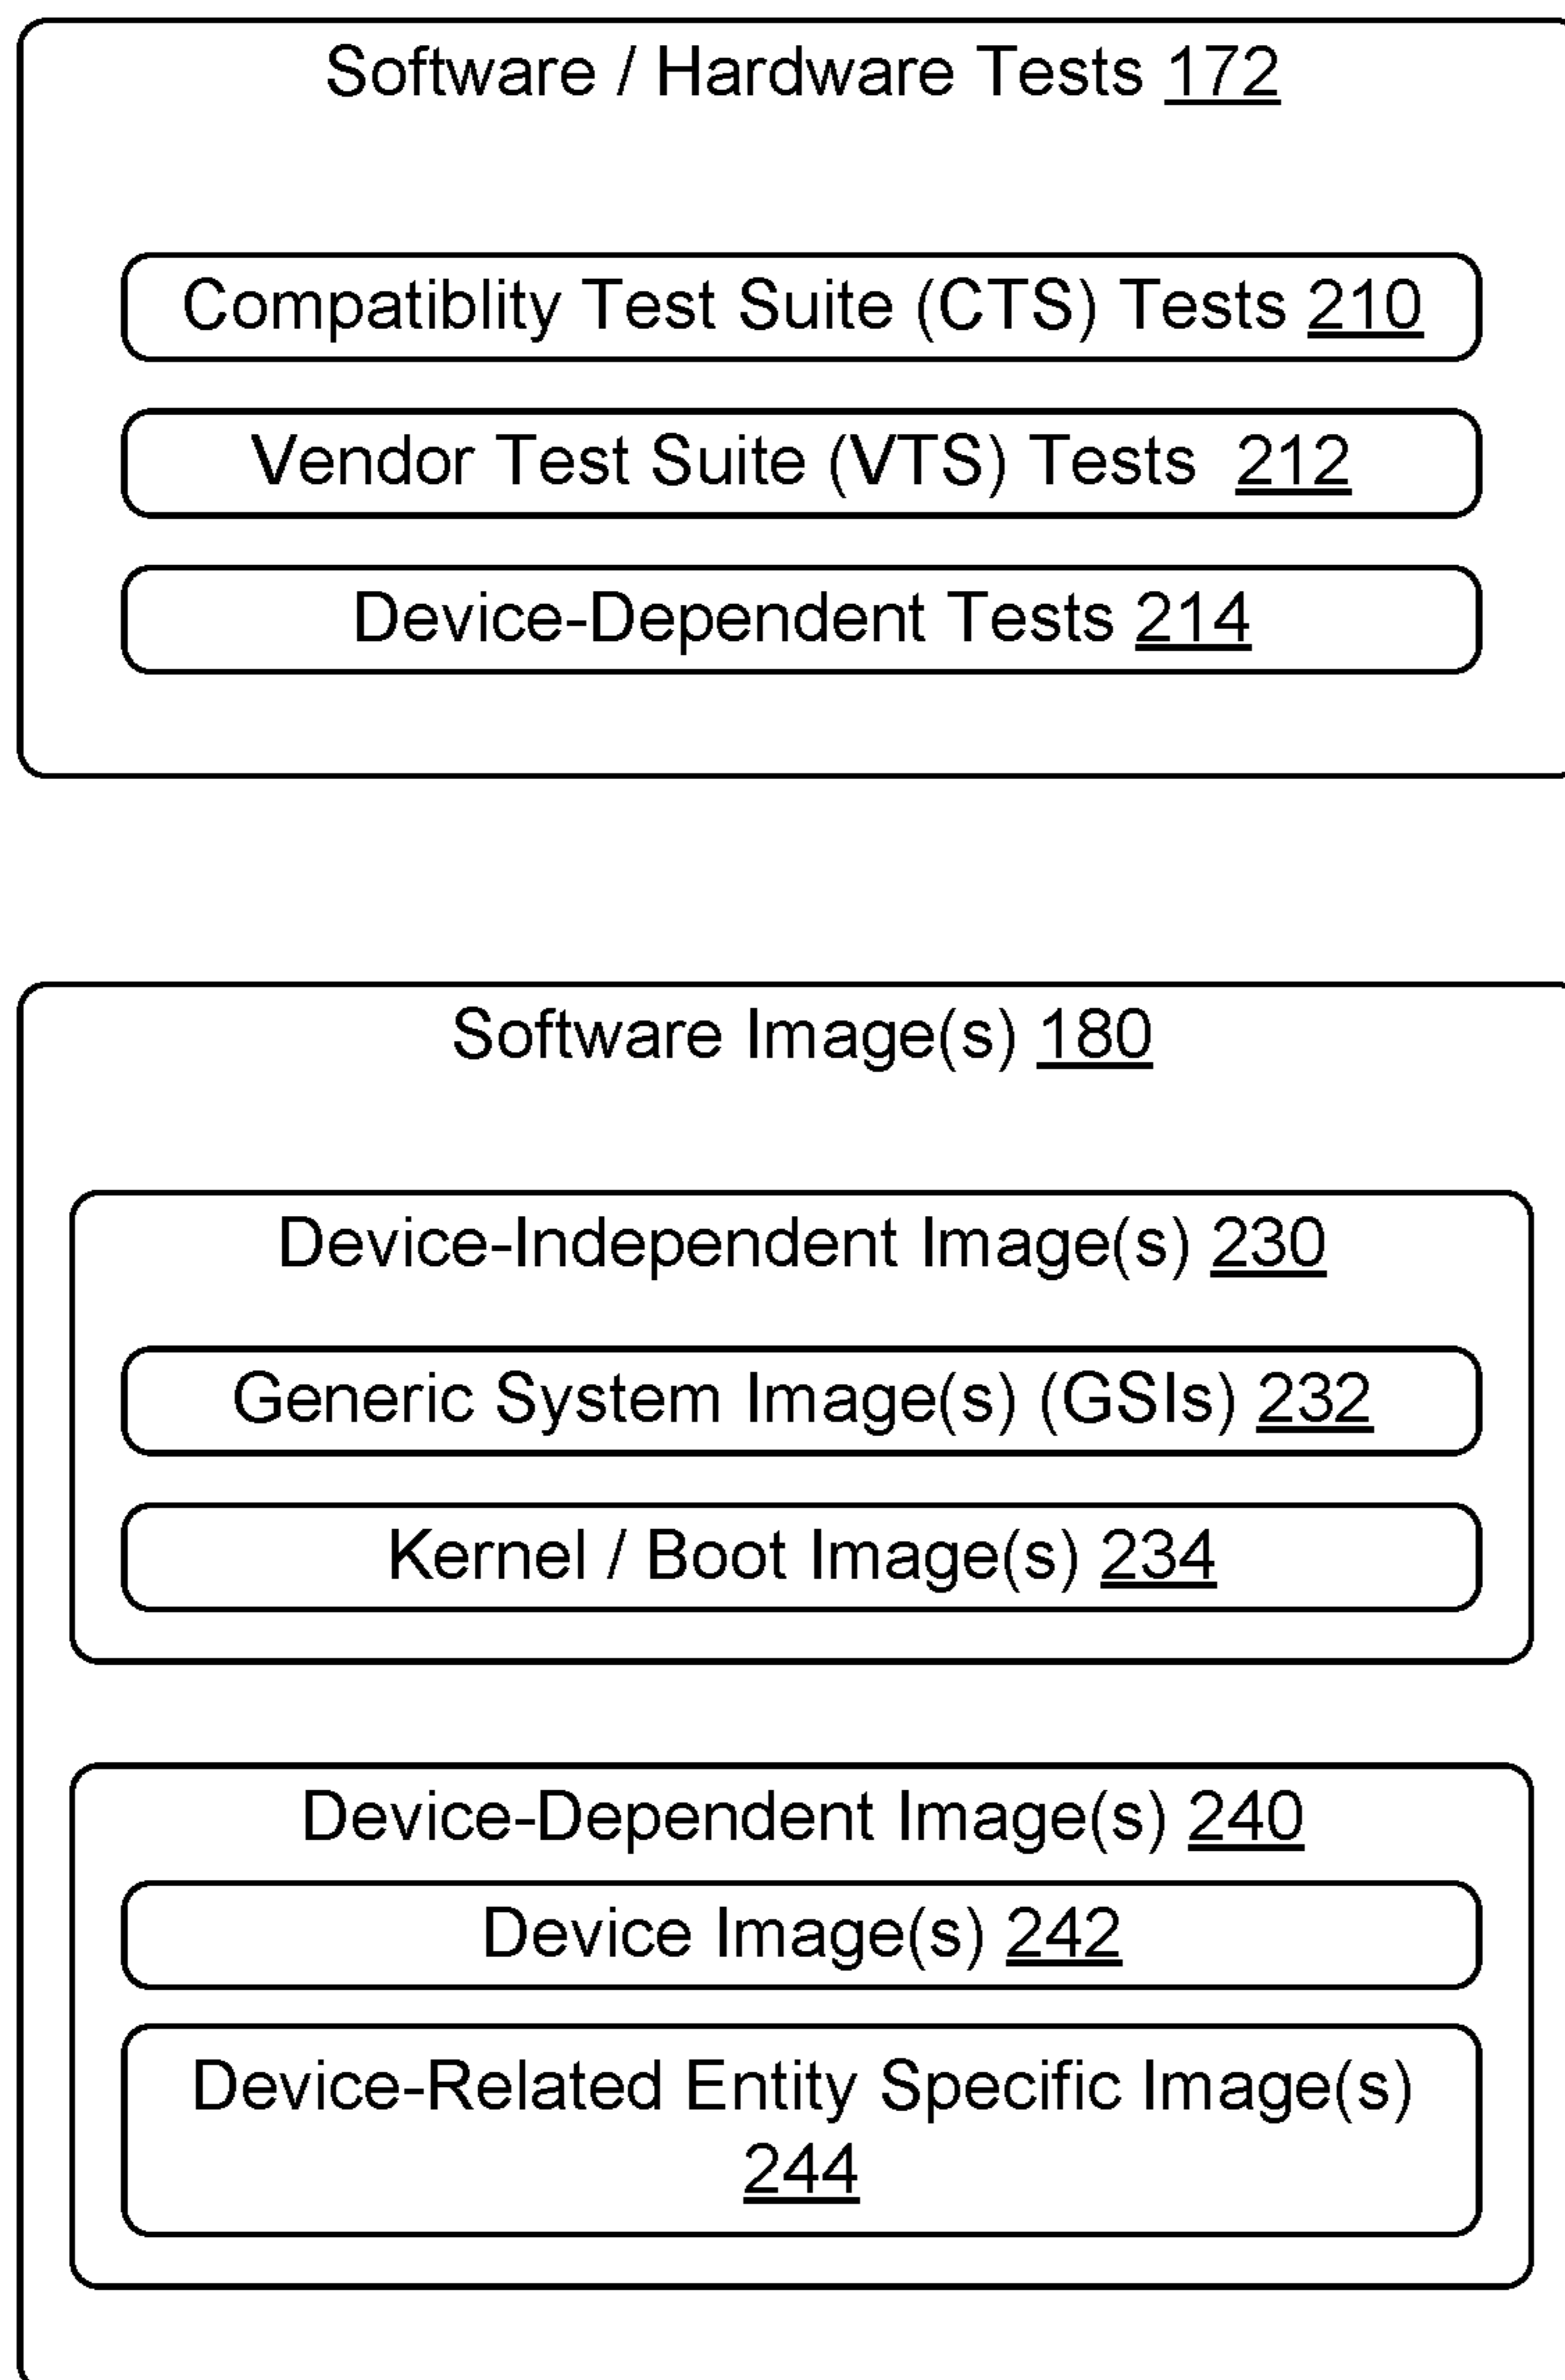 Software / Hardware Tests 172
Compatiblity Test Suite (CTS) Tests 210
Vendor Test Suite (VTS) Tests 212
Device-Dependent Tests 214
Software Image(s) 180
Device-Independent Image(s) 230
Generic System Image(s) (GSIs) 232
Kernel / Boot Image(s) 234
Device-Dependent Image(s) 240
Device Image(s) 242
Device-Related Entity Specific Image(s)
244